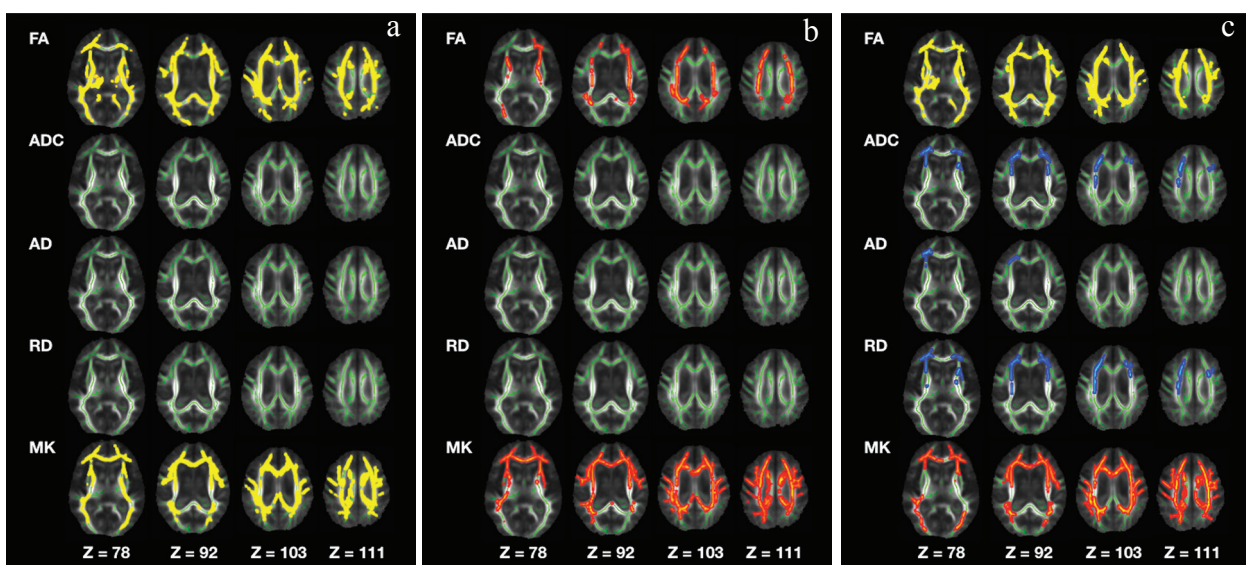 a
FA
ADC
AD
RD
MK
Z = 78 Z = 92 Z = 103 Z = 111
b
FA
ADC
AD
RD
MK
Z = 78 Z = 92 Z = 103 Z = 111
c
FA
ADC
AD
RD
MK
Z = 78 Z = 92 Z = 103 Z = 111